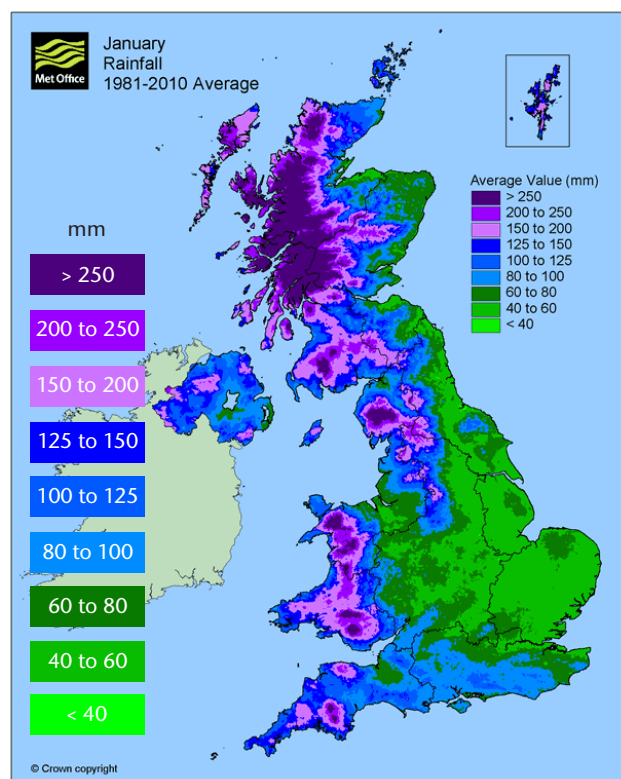 Met Office
January
Rainfall
1981-2010 Average
Average Value (mm)
> 250
200 to 250
150 to 200
125 to 150
100 to 125
80 to 100
60 to 80
40 to 60
< 40
mm
> 250
200 to 250
150 to 200
125 to 150
100 to 125
80 to 100
60 to 80
40 to 60
< 40
© Crown copyright